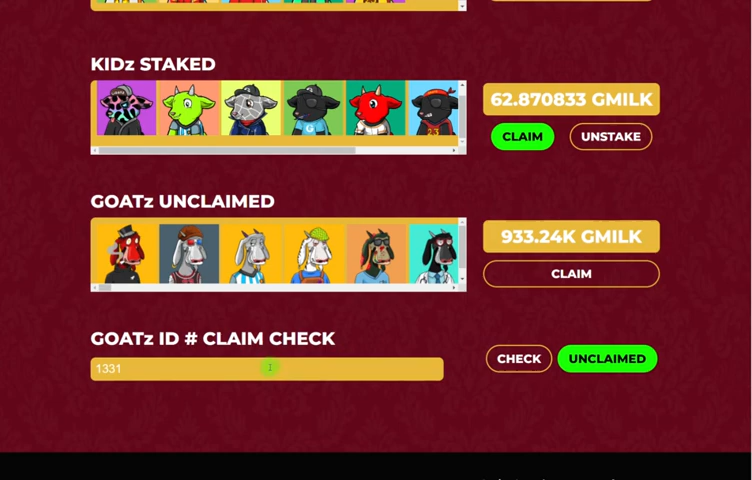 KIDz STAKED
62.870833 GMILK
CLAIM
UNSTAKE
G
GOATz UNCLAIMED
933.24K GMILK
CLAIM
GOATz ID # CLAIM CHECK
1331
CHECK
UNCLAIMED